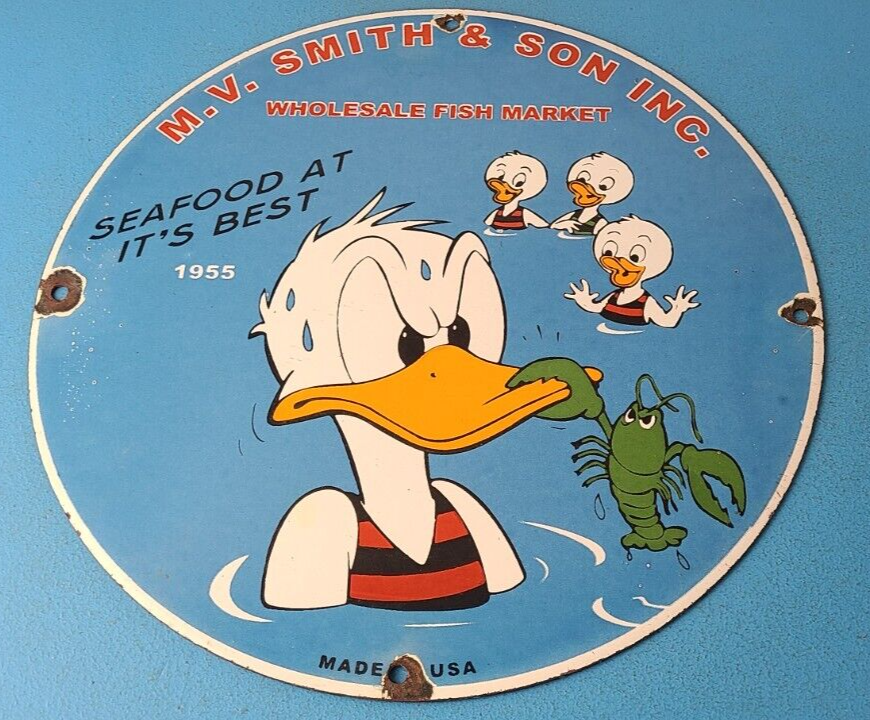 M.V. SMITH & SON INC.
WHOLESALE FISH MARKET
SEAFOOD AT
IT'S BEST
1955
MADE USA